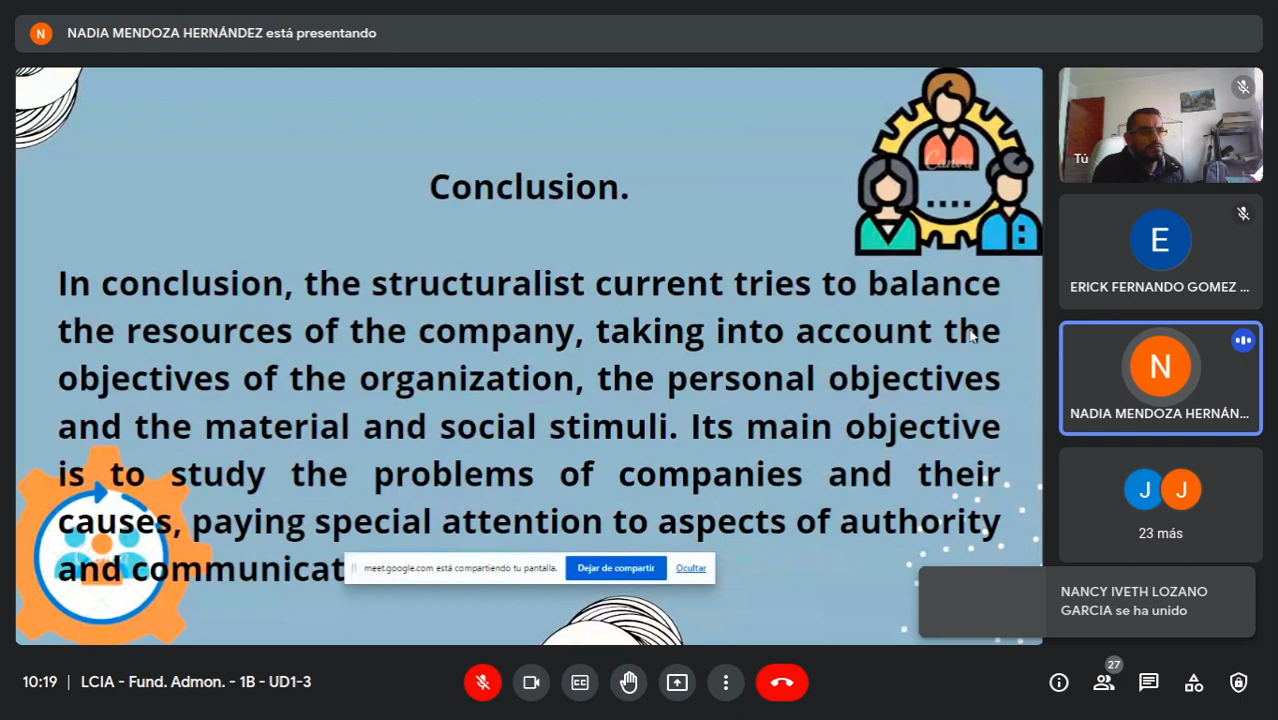 N
NADIA MENDOZA HERNÁNDEZ está presentando
Canva
Conclusion.
In conclusion, the structuralist current tries to balance
the resources of the company, taking into account the
objectives of the organization, the personal objectives
and the material and social stimuli. Its main objective
is to study the problems of companies and their
causes, paying special attention to aspects of authority
and communicat
meet.google.com está compartiendo tu pantalla.
Dejar de compartir
Ocultar
Tú
E
ERICK FERNANDO GOMEZ ...
N
NADIA MENDOZA HERNÁN...
J
J
23 más
NANCY IVETH LOZANO
GARCIA se ha unido
10:19 | LCIA - Fund. Admon. - 1B - UD1-3
CC
27